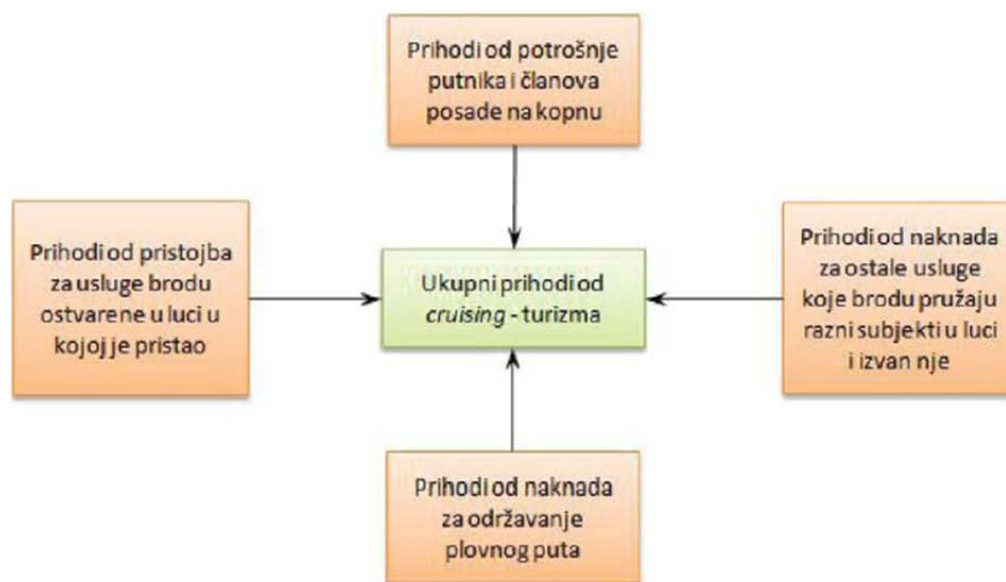 Prihodi od potrošnje
putnika i članova
posade na kopnu
Prihodi od pristojba
za usluge brodu
ostvarene u luci u
kojoj je pristao
Ukupni prihodi od
cruising - turizma
Prihodi od naknada
za ostale usluge
koje brodu pružaju
razni subjekti u luci
i izvan nje
Prihodi od naknada
za održavanje
plovnog puta